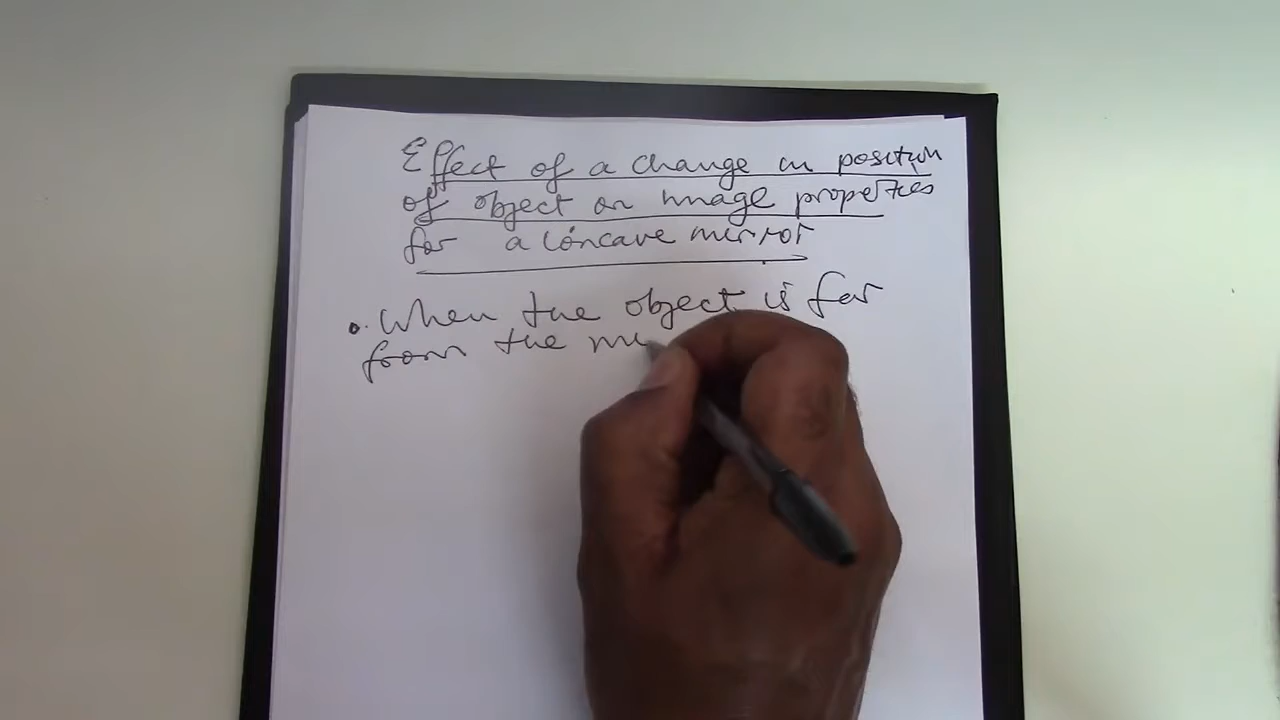 Effect of a change in position
of object on image properties
for a concave mirror
• When the object is far
from the mi